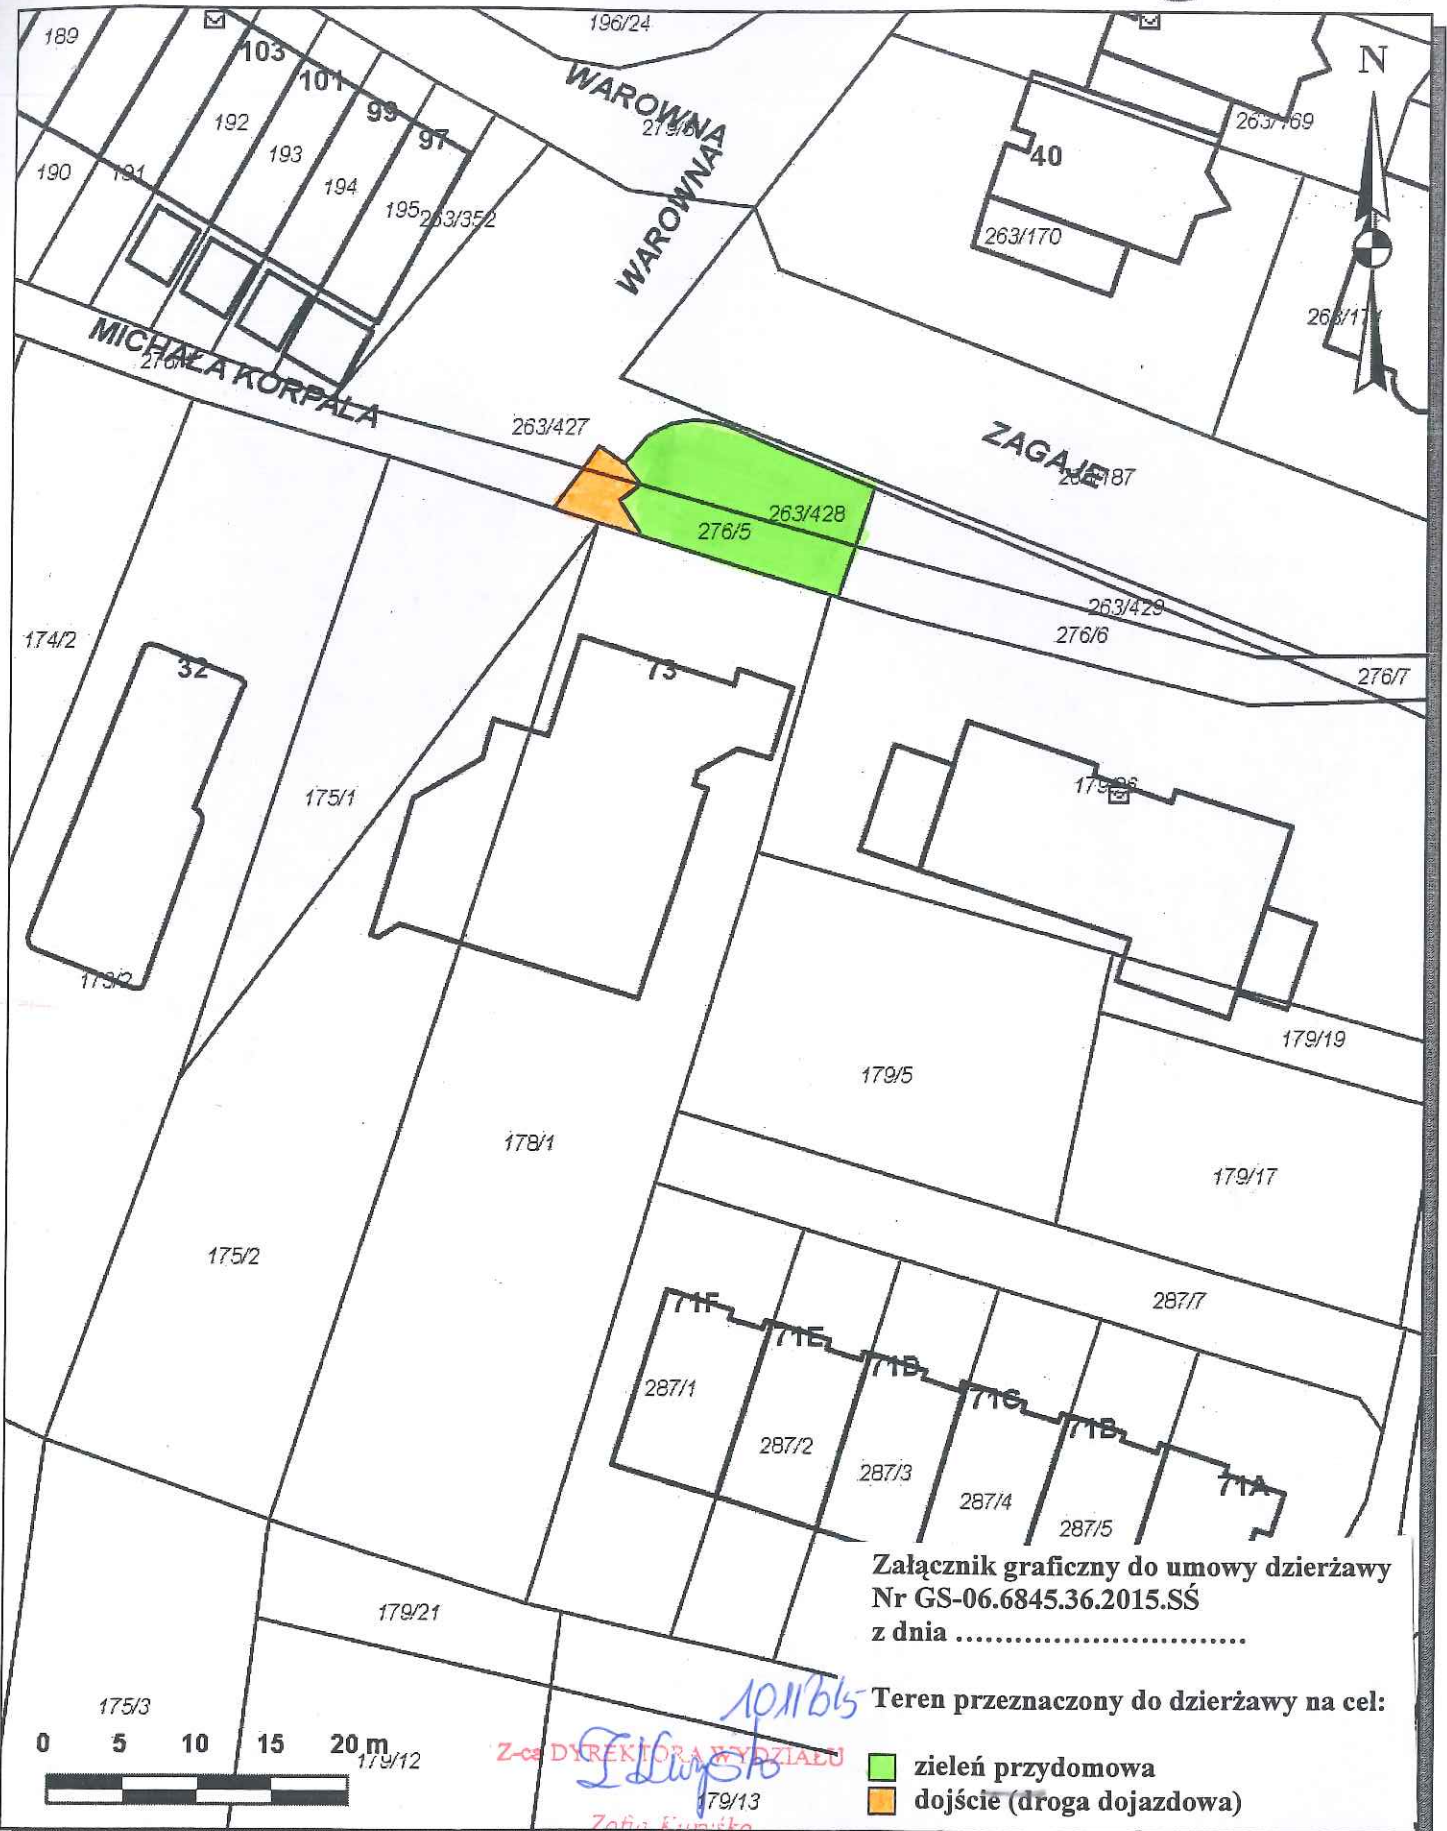 189
196/24
N
103
101
99
97
WAROWNA
192
193
194
195
263/352
190
191
40
263/169
WAROWNA
263/170
MICHAŁA KORPALA
263/427
ZAGAJE
263/428
276/5
263/429
276/6
276/7
174/2
32
73
175/1
173/2
179/19
179/5
178/1
179/17
175/2
287/7
71F
71E
71D
71C
71B
71A
287/1
287/2
287/3
287/4
287/5
179/21
175/3
179/12
179/13
0 5 10 15 20 m
Załącznik graficzny do umowy dzierżawy
Nr GS-06.6845.36.2015.SŚ
z dnia ..............................
Teren przeznaczony do dzierżawy na cel:
zieleń przydomowa
dojście (droga dojazdowa)
Z-ca DYREKTORA WYDZIAŁU
Zofia